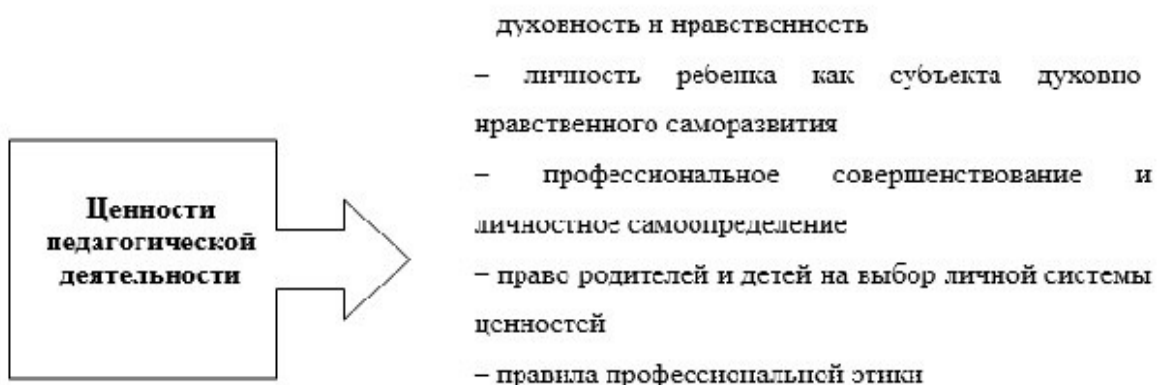 Ценности
педагогической
деятельности
духовность и нравственность
– личность ребенка как субъекта духовно
нравственного саморазвития
– профессиональное совершенствование и
личностное самоопределение
– право родителей и детей на выбор личной системы
ценностей
– правила профессиональной этики